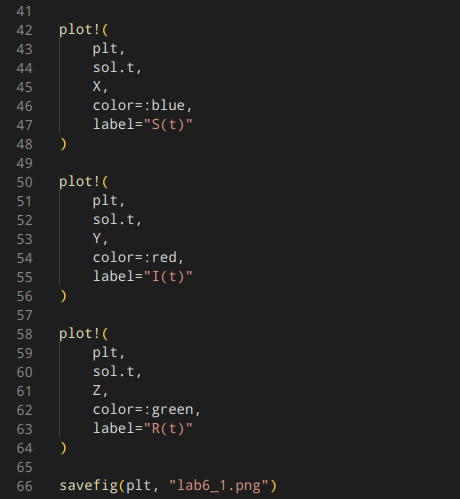 41
42 plot!(
43     plt,
44     sol.t,
45     X,
46     color=:blue,
47     label="S(t)"
48 )
49
50 plot!(
51     plt,
52     sol.t,
53     Y,
54     color=:red,
55     label="I(t)"
56 )
57
58 plot!(
59     plt,
60     sol.t,
61     Z,
62     color=:green,
63     label="R(t)"
64 )
65
66 savefig(plt, "lab6_1.png")